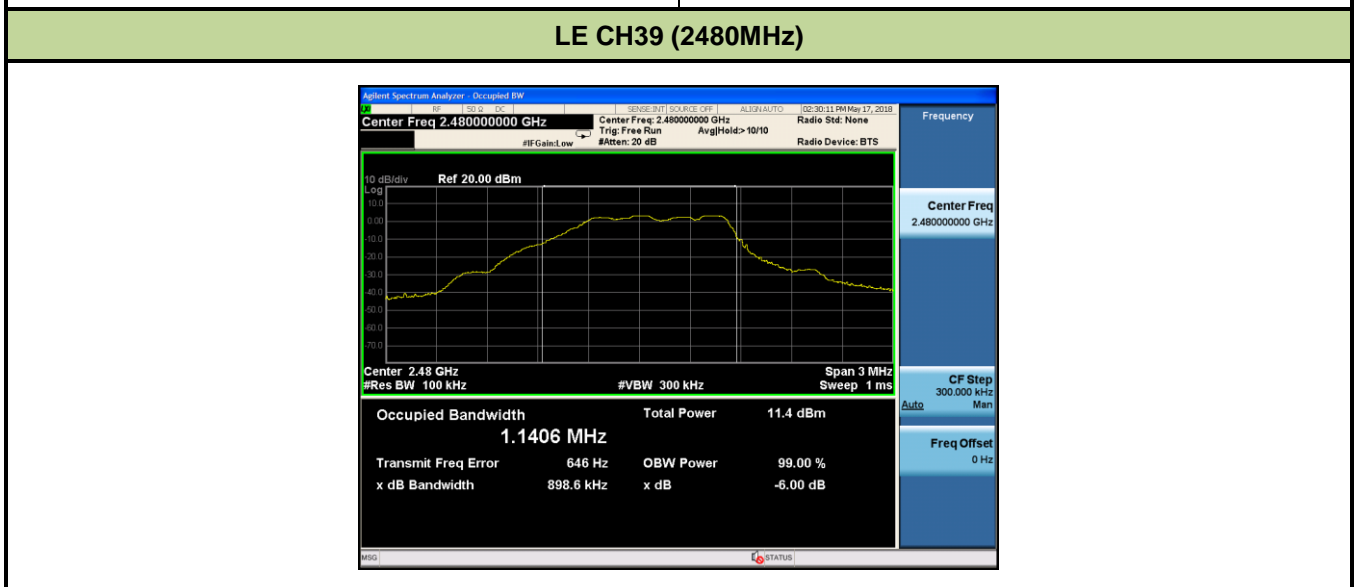 LE CH39 (2480MHz)
Agilent Spectrum Analyzer - Occupied BW
RF 50 Ω DC SENSE:INT SOURCE OFF ALIGNAUTO 02:30:11 PM May 17, 2018
Center Freq 2.480000000 GHz
Center Freq: 2.480000000 GHz Radio Std: None
Trig: Free Run Avg|Hold:> 10/10
#IFGain:Low #Atten: 20 dB Radio Device: BTS
10 dB/div Ref 20.00 dBm
Log
10.0
0.00
-10.0
-20.0
-30.0
-40.0
-50.0
-60.0
-70.0
Center 2.48 GHz Span 3 MHz
#Res BW 100 kHz #VBW 300 kHz Sweep 1 ms
Occupied Bandwidth Total Power 11.4 dBm
1.1406 MHz
Transmit Freq Error 646 Hz OBW Power 99.00 %
x dB Bandwidth 898.6 kHz x dB -6.00 dB
MSG STATUS
Frequency
Center Freq
2.480000000 GHz
CF Step
300.000 kHz
Auto Man
Freq Offset
0 Hz